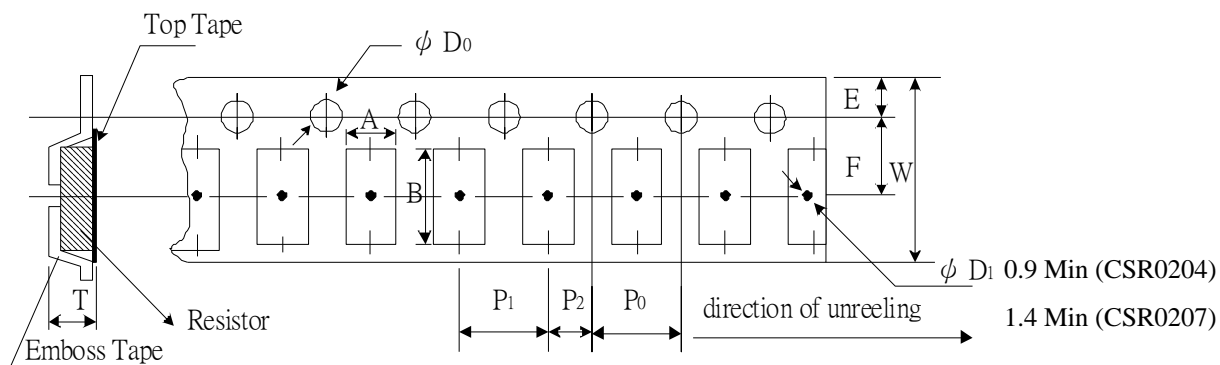 Top Tape
ϕ D0
E
A
F
W
B
ϕ D1 0.9 Min (CSR0204)
1.4 Min (CSR0207)
T
P1
P2
P0
direction of unreeling
Resistor
Emboss Tape